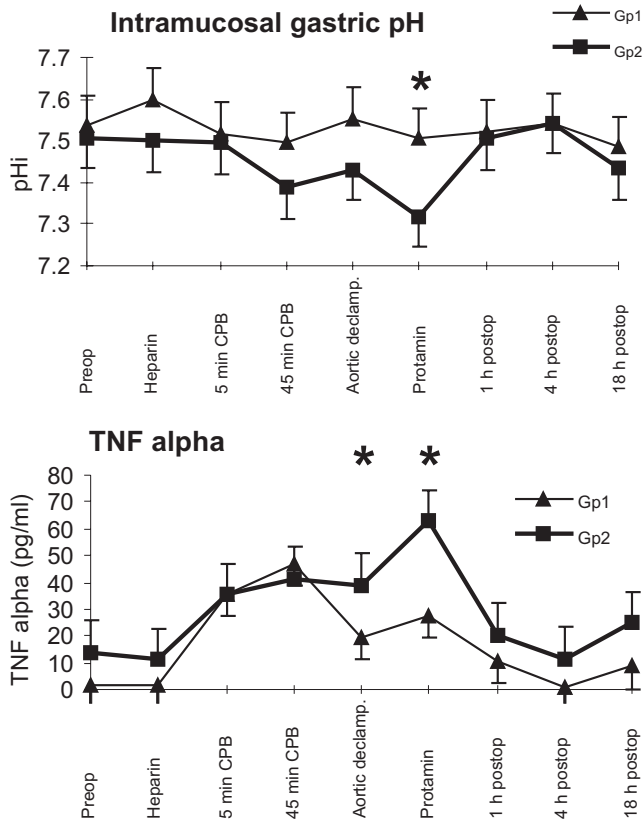 Intramucosal gastric pH
Gp1
Gp2
7.7
7.6
7.5
7.4
7.3
7.2
pHi
*
Preop
Heparin
5 min CPB
45 min CPB
Aortic declamp.
Protamin
1 h postop
4 h postop
18 h postop
TNF alpha
* *
80
70
60
50
40
30
20
10
0
TNF alpha (pg/ml)
Gp1
Gp2
Preop
Heparin
5 min CPB
45 min CPB
Aortic declamp.
Protamin
1 h postop
4 h postop
18 h postop